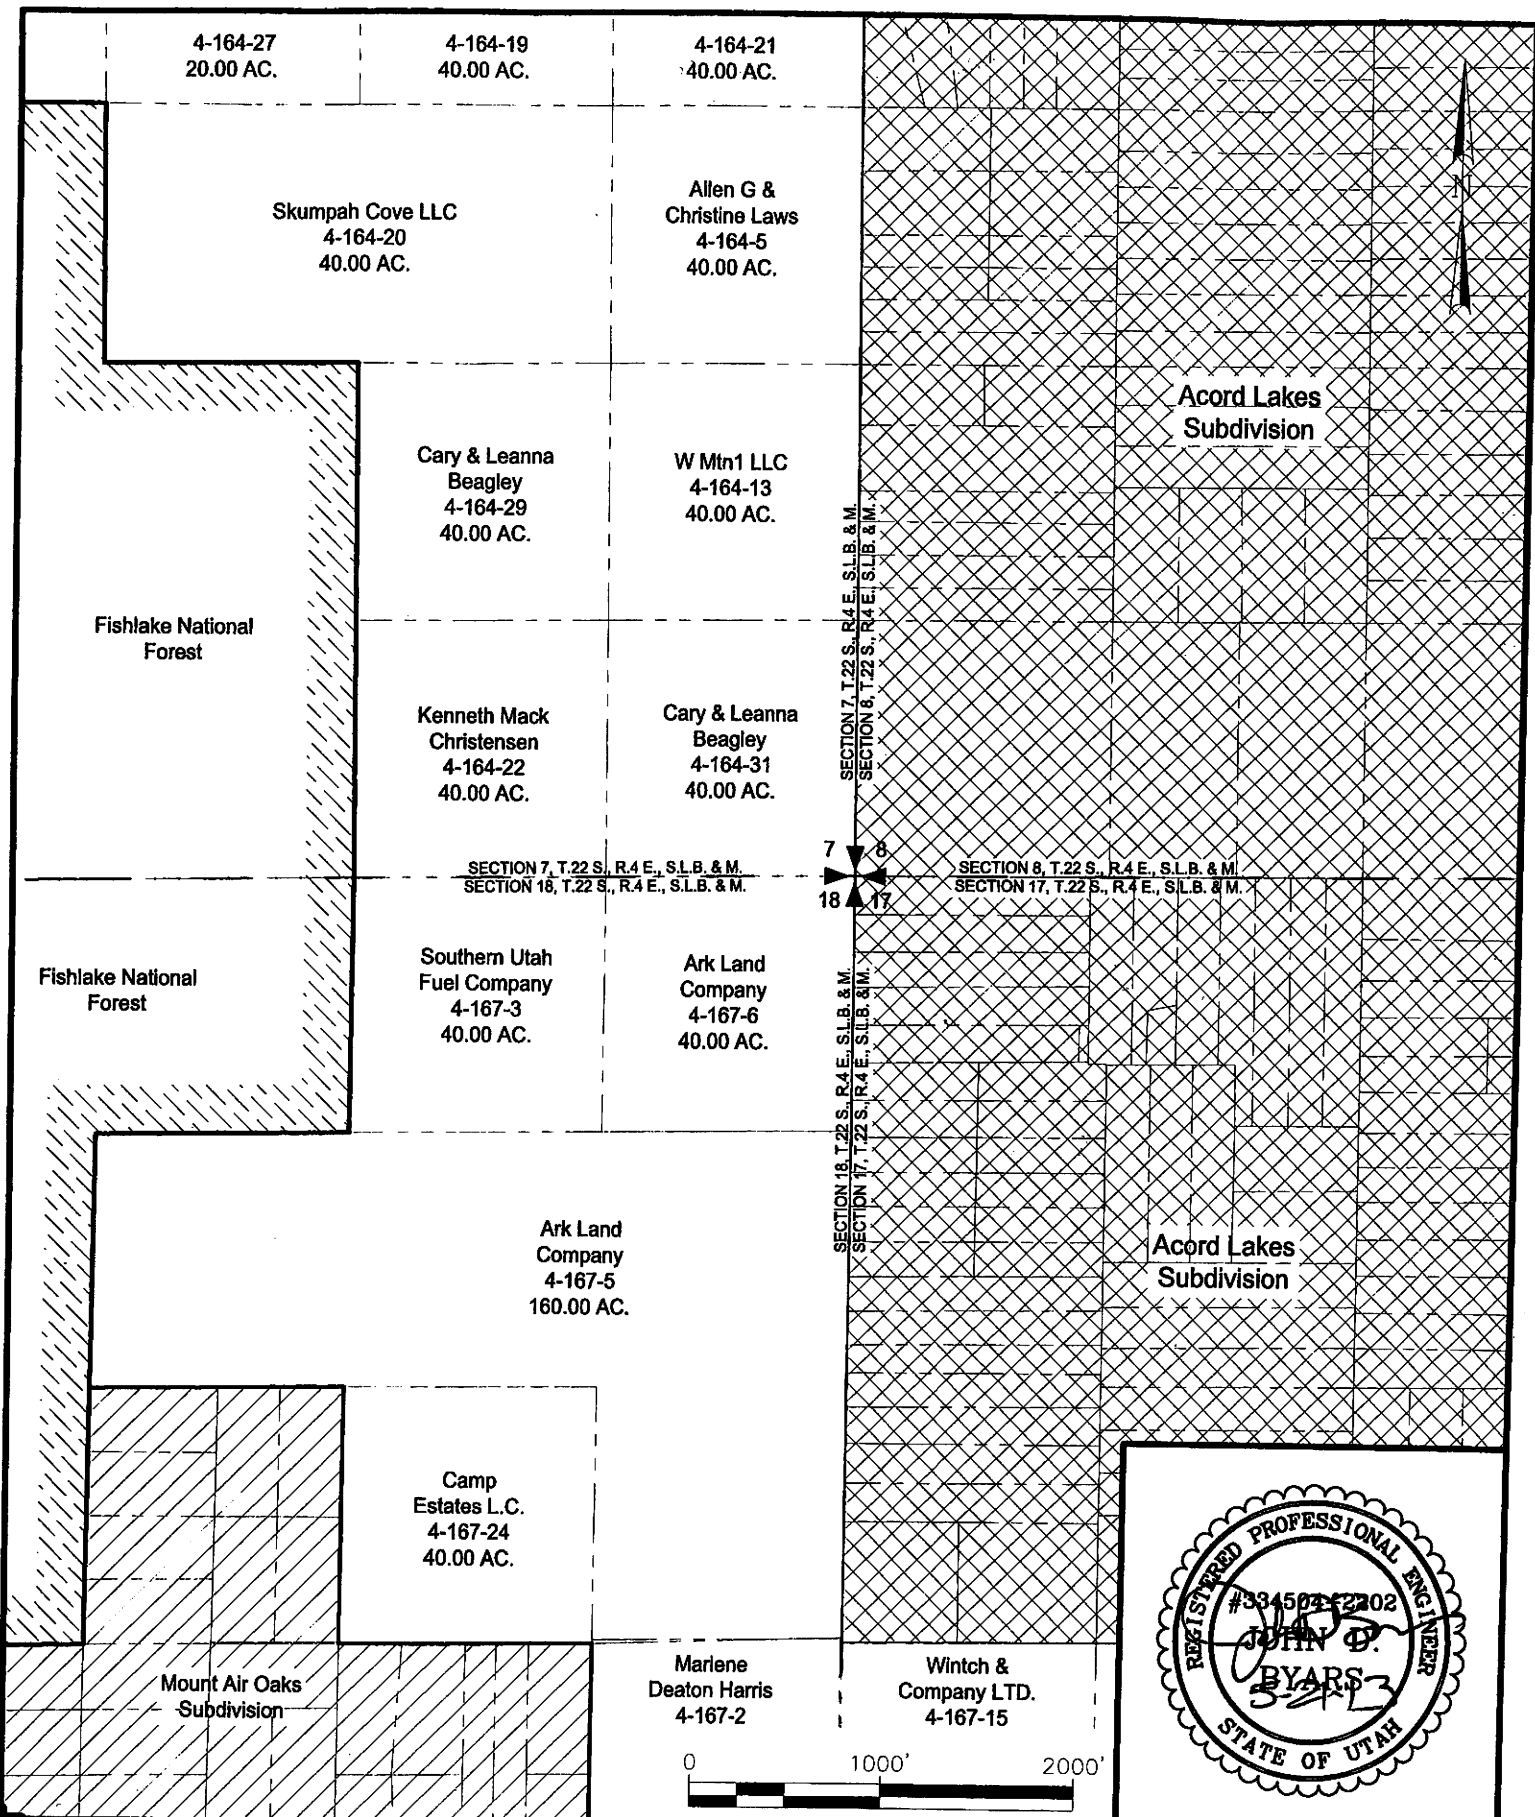 4-164-27
20.00 AC.
4-164-19
40.00 AC.
4-164-21
40.00 AC.
Skumpah Cove LLC
4-164-20
40.00 AC.
Allen G &
Christine Laws
4-164-5
40.00 AC.
N
Acord Lakes
Subdivision
Cary & Leanna
Beagley
4-164-29
40.00 AC.
W Mtn1 LLC
4-164-13
40.00 AC.
SECTION 7, T.22 S., R.4 E., S.L.B. & M.
SECTION 8, T.22 S., R.4 E., S.L.B. & M.
Fishlake National
Forest
Kenneth Mack
Christensen
4-164-22
40.00 AC.
Cary & Leanna
Beagley
4-164-31
40.00 AC.
7 8
SECTION 7, T.22 S., R.4 E., S.L.B. & M.
SECTION 18, T.22 S., R.4 E., S.L.B. & M.
SECTION 8, T.22 S., R.4 E., S.L.B. & M.
SECTION 17, T.22 S., R.4 E., S.L.B. & M.
18 17
Fishlake National
Forest
Southern Utah
Fuel Company
4-167-3
40.00 AC.
Ark Land
Company
4-167-6
40.00 AC.
SECTION 18, T.22 S., R.4 E., S.L.B. & M.
SECTION 17, T.22 S., R.4 E., S.L.B. & M.
Ark Land
Company
4-167-5
160.00 AC.
Acord Lakes
Subdivision
Camp
Estates L.C.
4-167-24
40.00 AC.
Mount Air Oaks
Subdivision
Marlene
Deaton Harris
4-167-2
Wintch &
Company LTD.
4-167-15
0 1000' 2000'
REGISTERED PROFESSIONAL ENGINEER
JOHN D.
BYARS
STATE OF UTAH